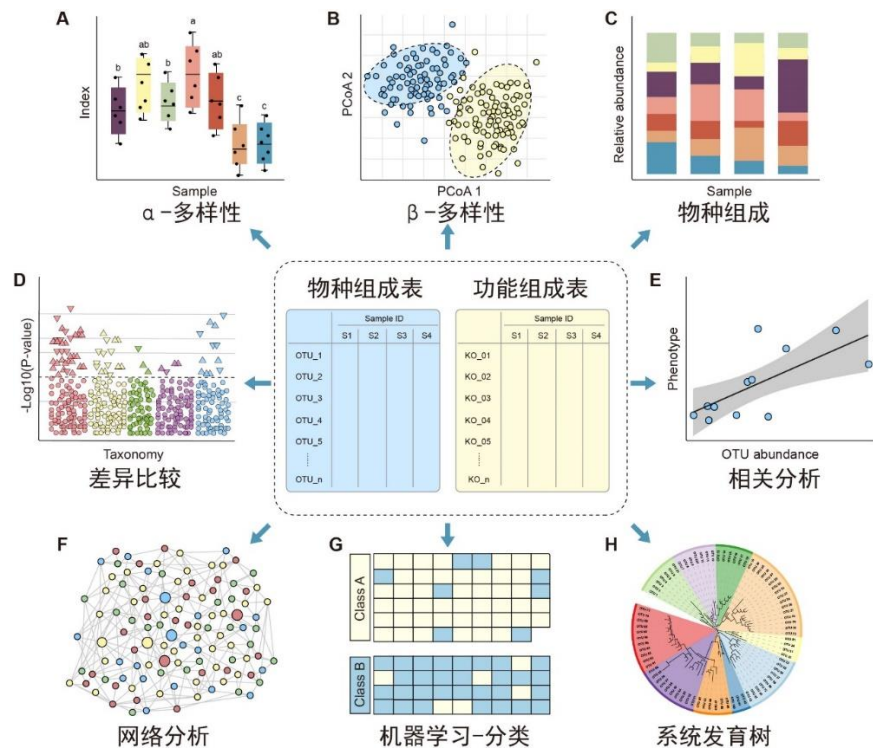 A
Index
b
ab
b
a
ab
c
c
Sample
α-多样性
B
PCoA 2
PCoA 1
β-多样性
C
Relative abundance
Sample
物种组成
D
-Log10(P-value)
Taxonomy
差异比较
物种组成表
Sample ID
S1 S2 S3 S4
OTU_1
OTU_2
OTU_3
OTU_4
OTU_5
OTU_n
功能组成表
Sample ID
S1 S2 S3 S4
KO_01
KO_02
KO_03
KO_04
KO_05
KO_n
E
Phenotype
OTU abundance
相关分析
F
网络分析
G
Class A
Class B
机器学习-分类
H
系统发育树